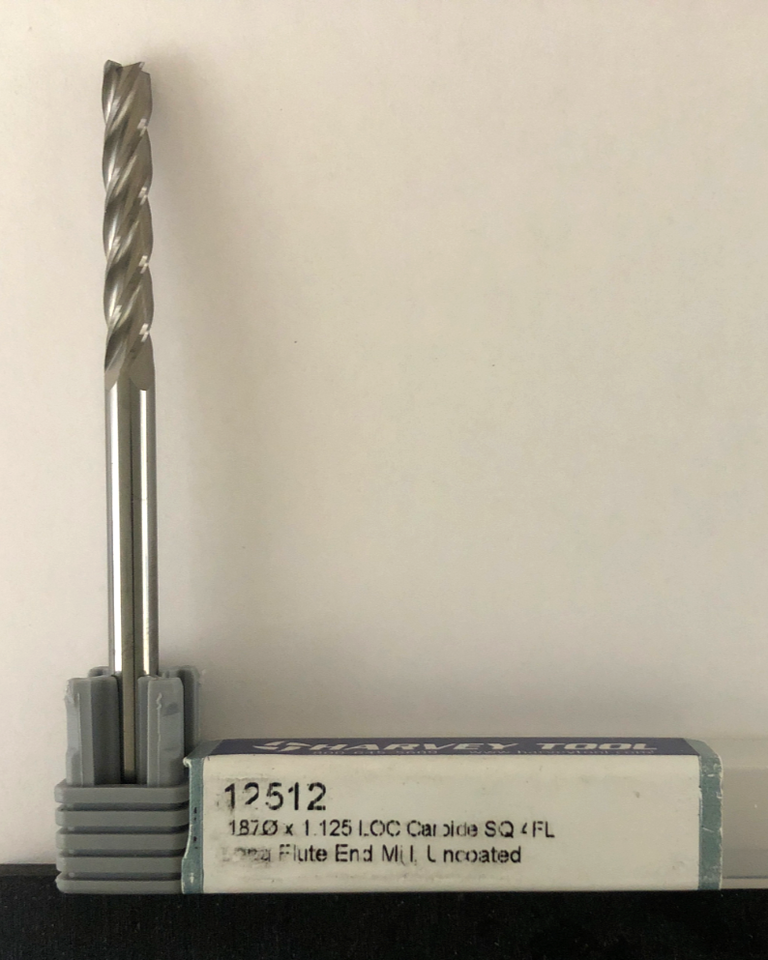 HARVEY TOOL
12512
.187Ø x 1.125 LOC Carbide SQ 4FL
Long Flute End Mill, Uncoated